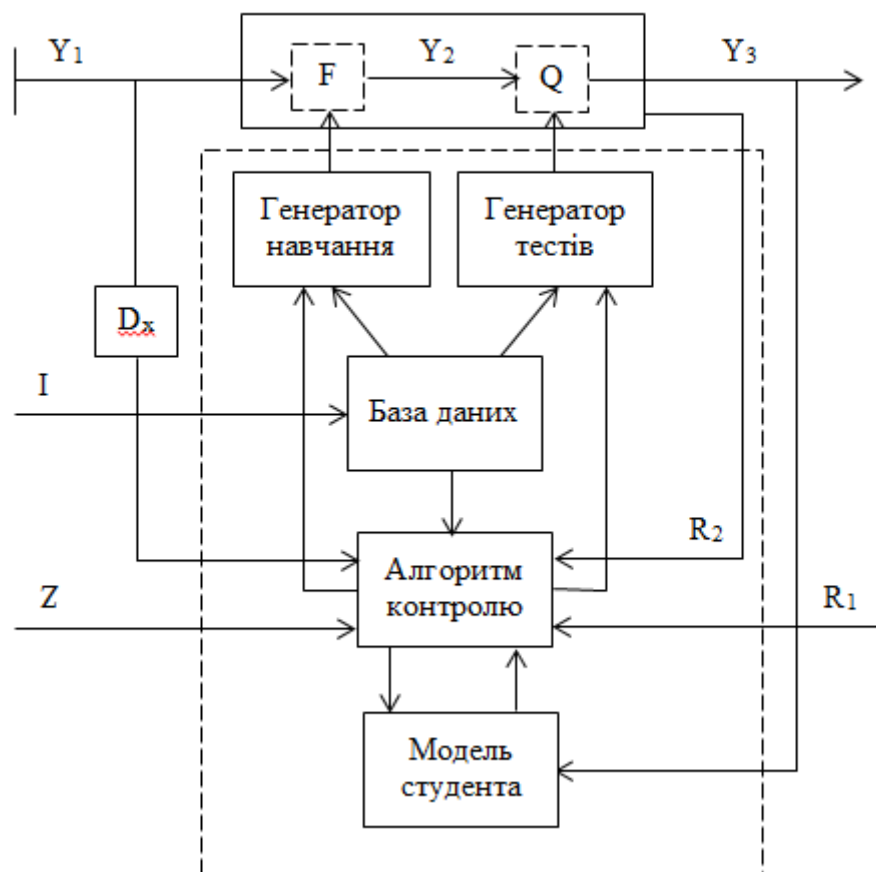 Y₁
Y₂
Y₃
F
Q
Генератор
навчання
Генератор
тестів
Dₓ
I
База даних
R₂
Алгоритм
контролю
Z
R₁
Модель
студента